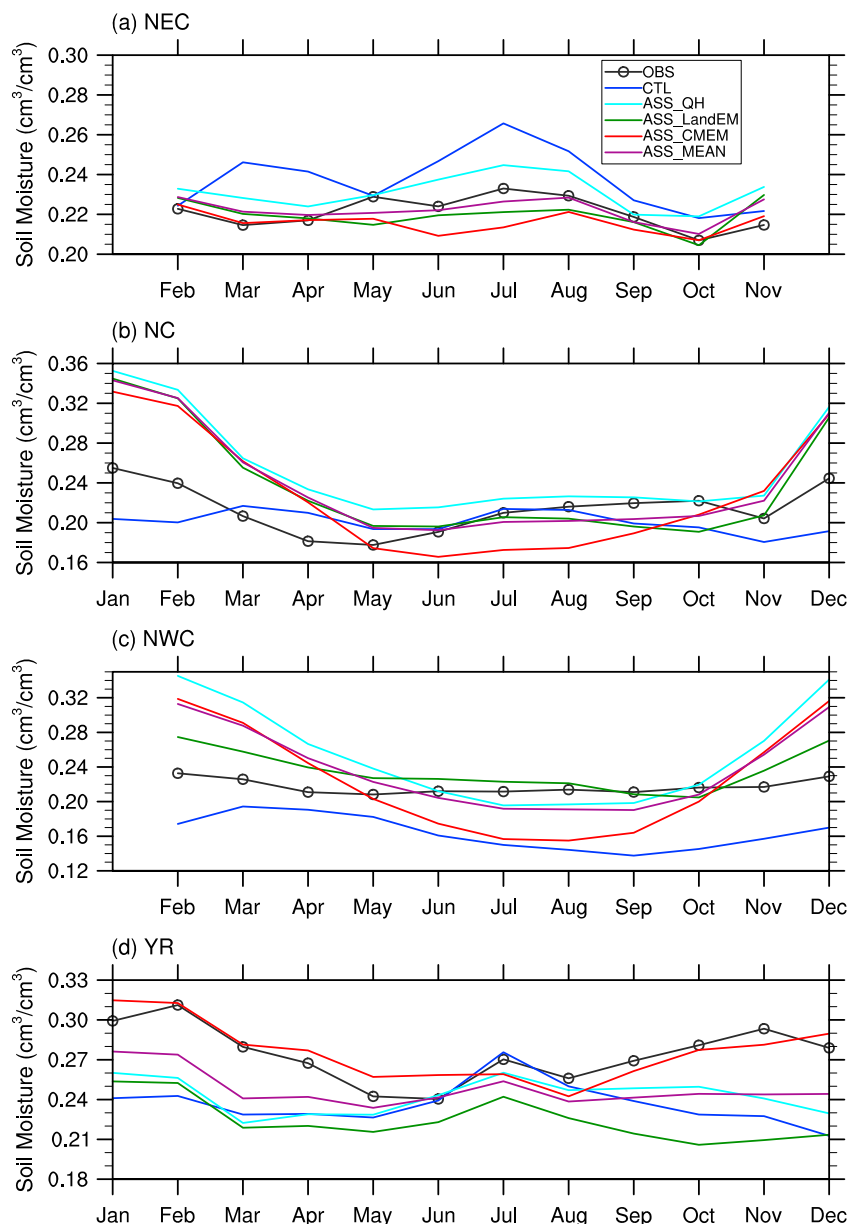 (a) NEC
Soil Moisture (cm³/cm³)
0.30
0.28
0.26
0.24
0.22
0.20
OBS
CTL
ASS_QH
ASS_LandEM
ASS_CMEM
ASS_MEAN
Feb Mar Apr May Jun Jul Aug Sep Oct Nov
(b) NC
Soil Moisture (cm³/cm³)
0.36
0.32
0.28
0.24
0.20
0.16
Jan Feb Mar Apr May Jun Jul Aug Sep Oct Nov Dec
(c) NWC
Soil Moisture (cm³/cm³)
0.32
0.28
0.24
0.20
0.16
0.12
Feb Mar Apr May Jun Jul Aug Sep Oct Nov Dec
(d) YR
Soil Moisture (cm³/cm³)
0.33
0.30
0.27
0.24
0.21
0.18
Jan Feb Mar Apr May Jun Jul Aug Sep Oct Nov Dec